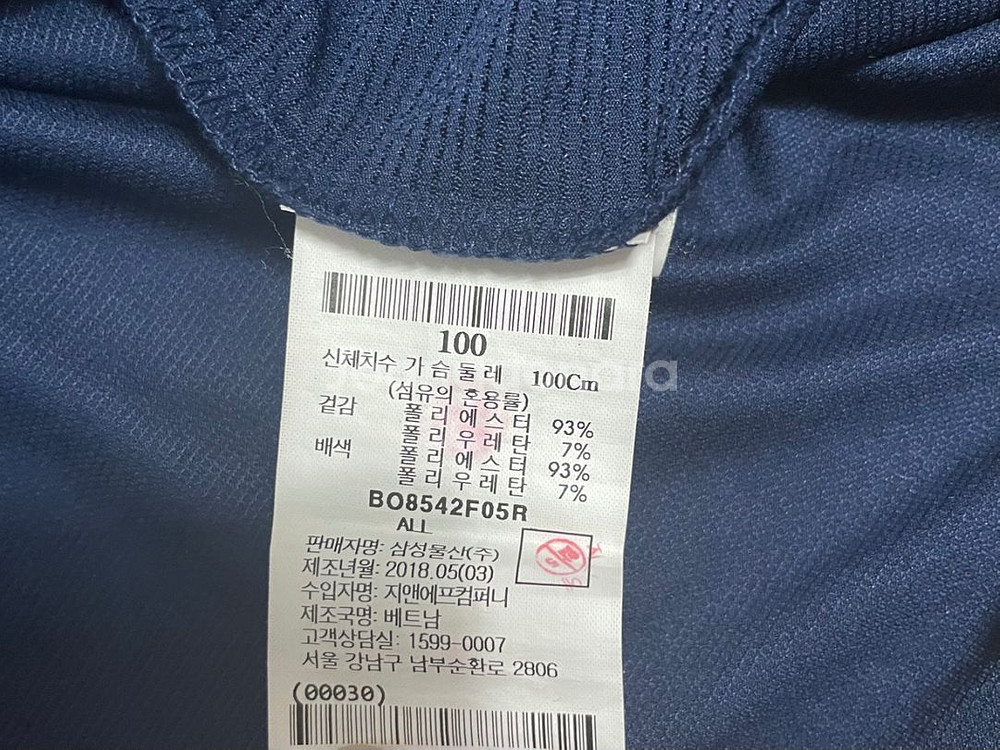 100
신체치수 가슴둘레 100Cm
(섬유의 혼용률)
겉감 폴리에스터 93%
폴리우레탄 7%
배색 폴리에스터 93%
폴리우레탄 7%
BO8542F05R
ALL
판매자명: 삼성물산(주)
제조년월: 2018.05(03)
수입자명: 지앤에프컴퍼니
제조국명: 베트남
고객상담실: 1599-0007
서울 강남구 남부순환로 2806
(00030)